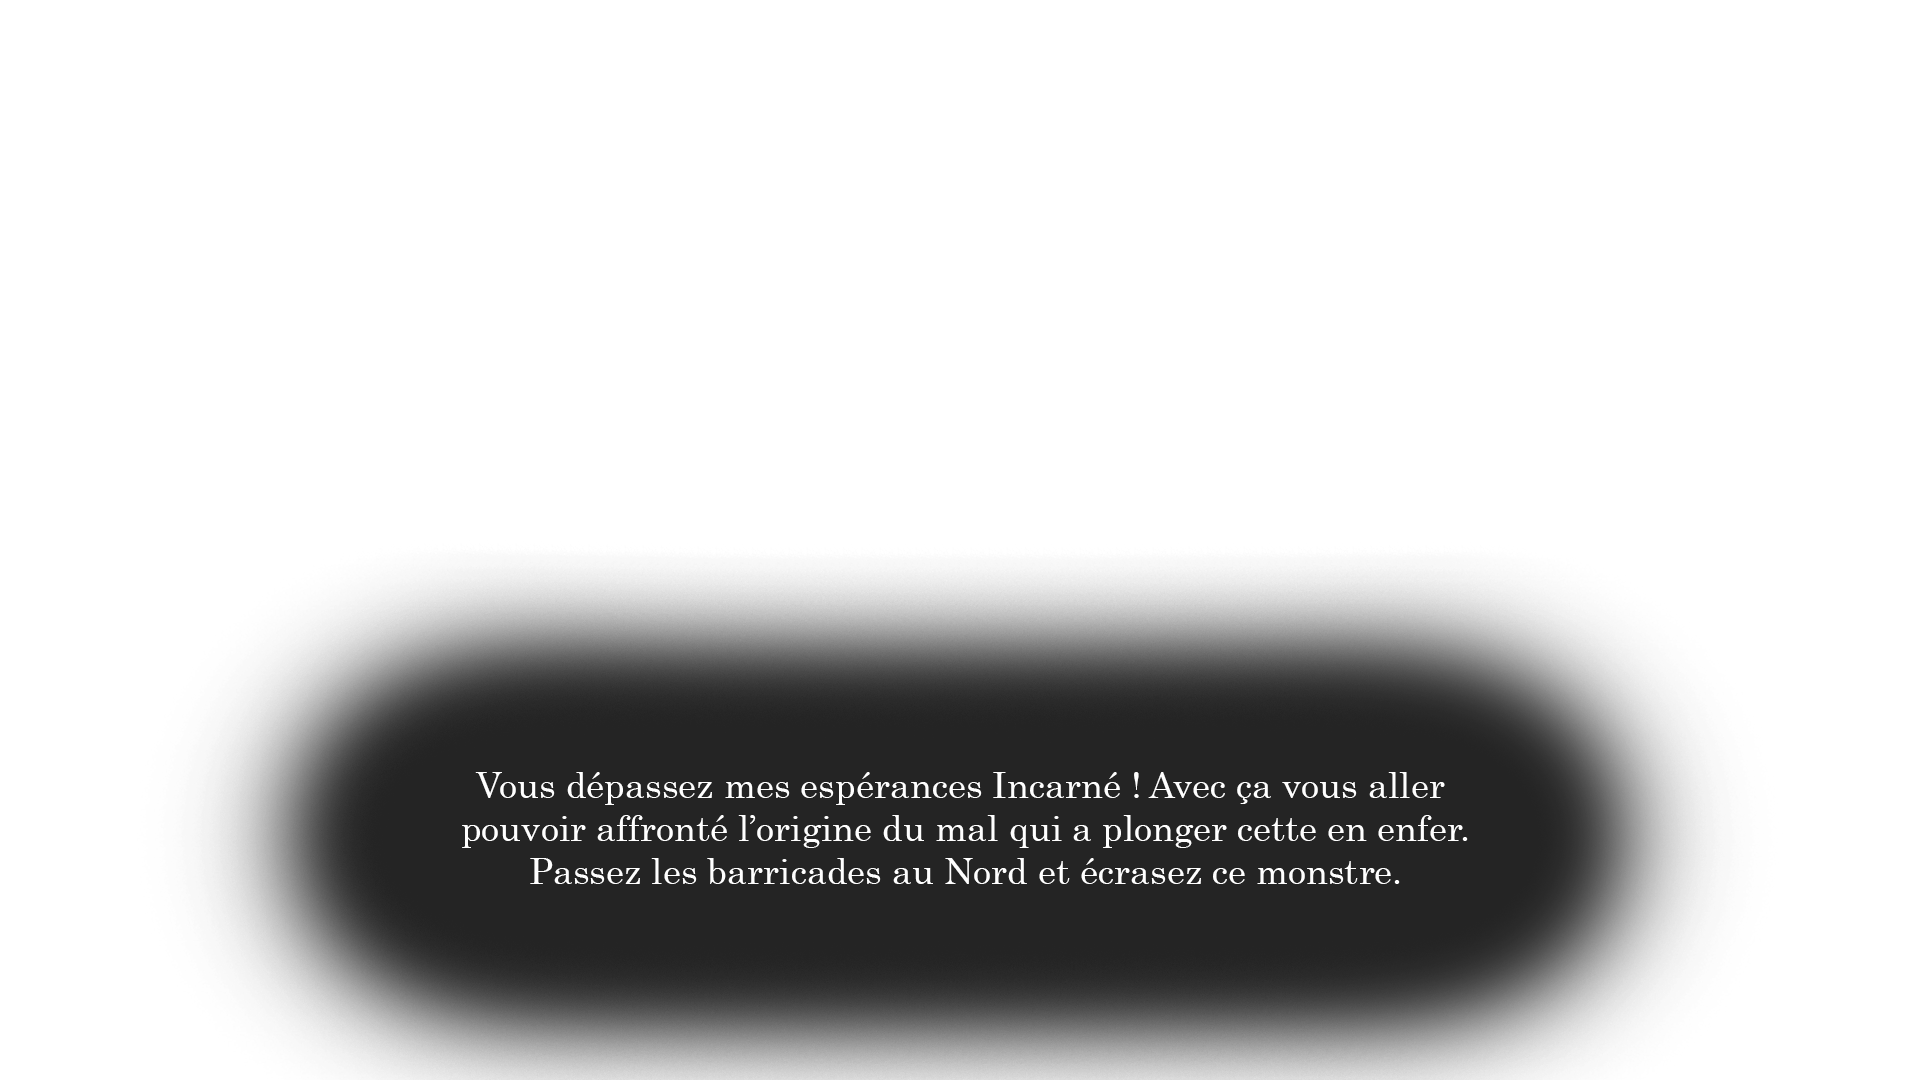 Vous dépassez mes espérances Incarné ! Avec ça vous aller
pouvoir affronté l’origine du mal qui a plonger cette en enfer.
Passez les barricades au Nord et écrasez ce monstre.